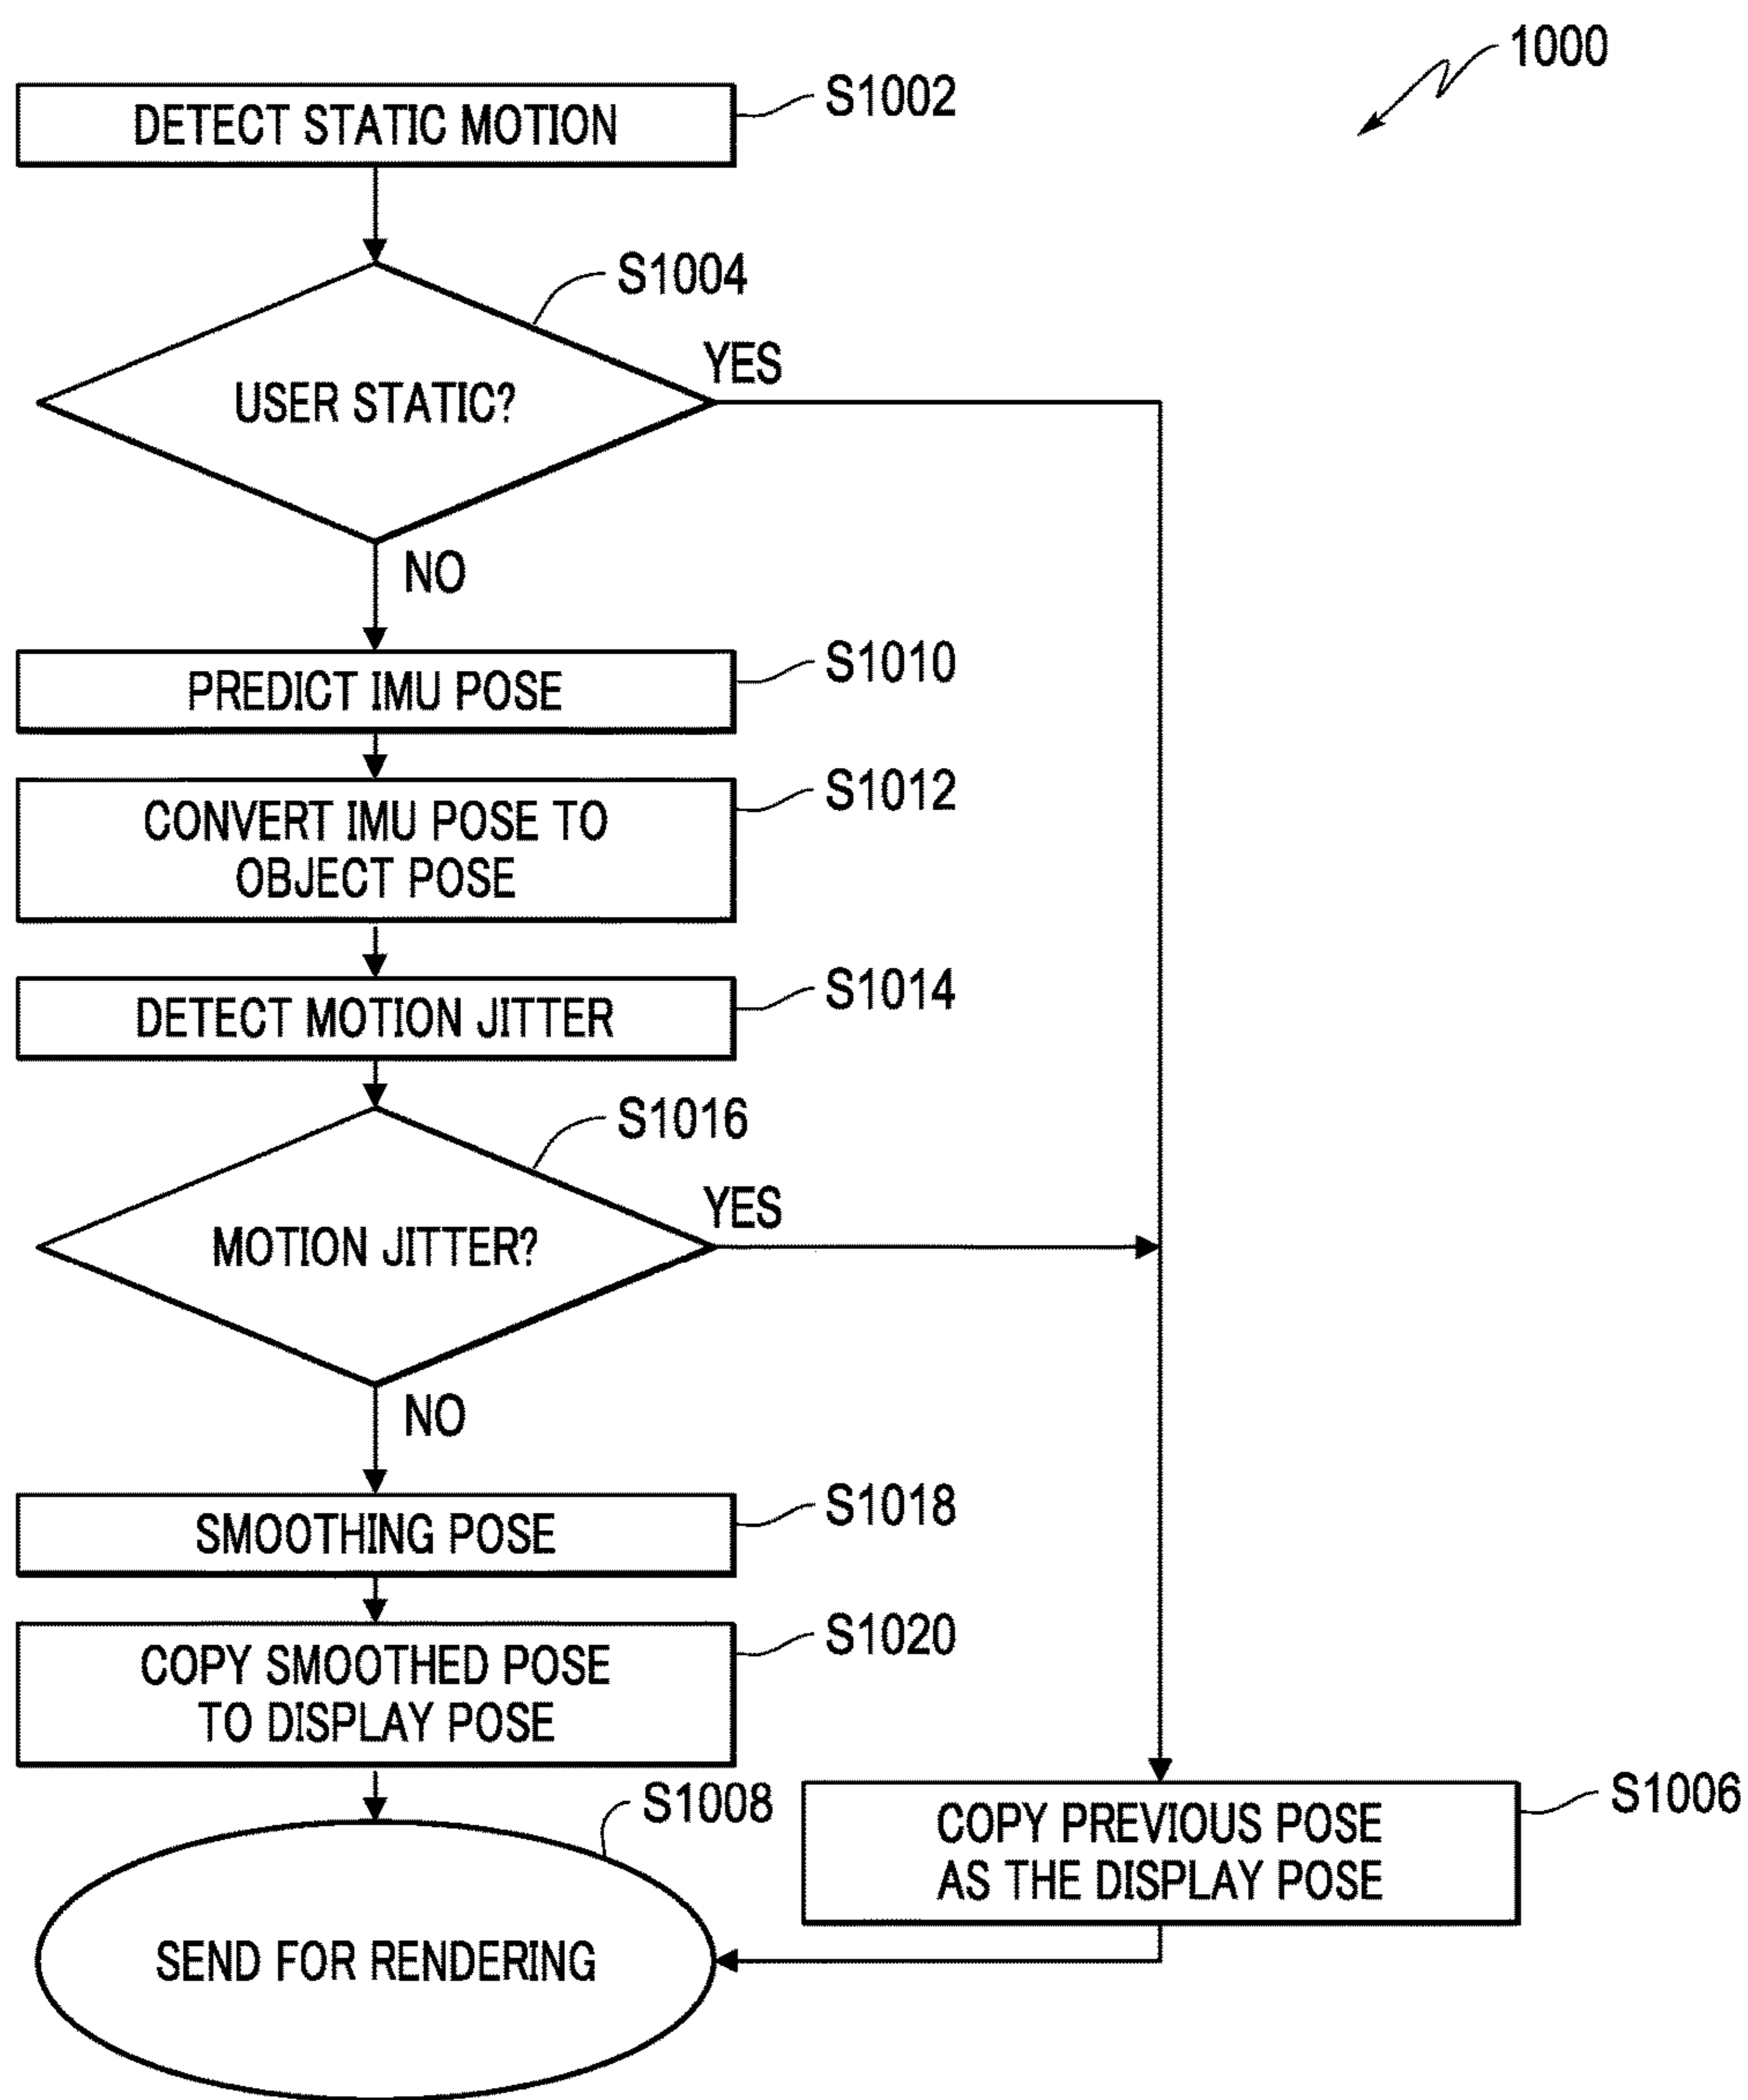 1000
DETECT STATIC MOTION
S1002
S1004
USER STATIC?
YES
NO
PREDICT IMU POSE
S1010
CONVERT IMU POSE TO
OBJECT POSE
S1012
DETECT MOTION JITTER
S1014
S1016
MOTION JITTER?
YES
NO
SMOOTHING POSE
S1018
COPY SMOOTHED POSE
TO DISPLAY POSE
S1020
S1008
SEND FOR RENDERING
COPY PREVIOUS POSE
AS THE DISPLAY POSE
S1006